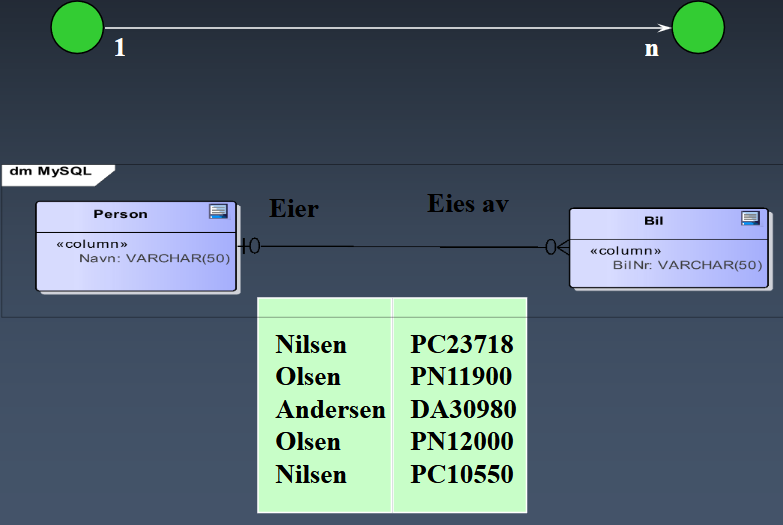 1 n
dm MySQL
Eier Eies av
Person
«column»
Navn: VARCHAR(50)
Bil
«column»
BilNr: VARCHAR(50)
Nilsen PC23718
Olsen PN11900
Andersen DA30980
Olsen PN12000
Nilsen PC10550